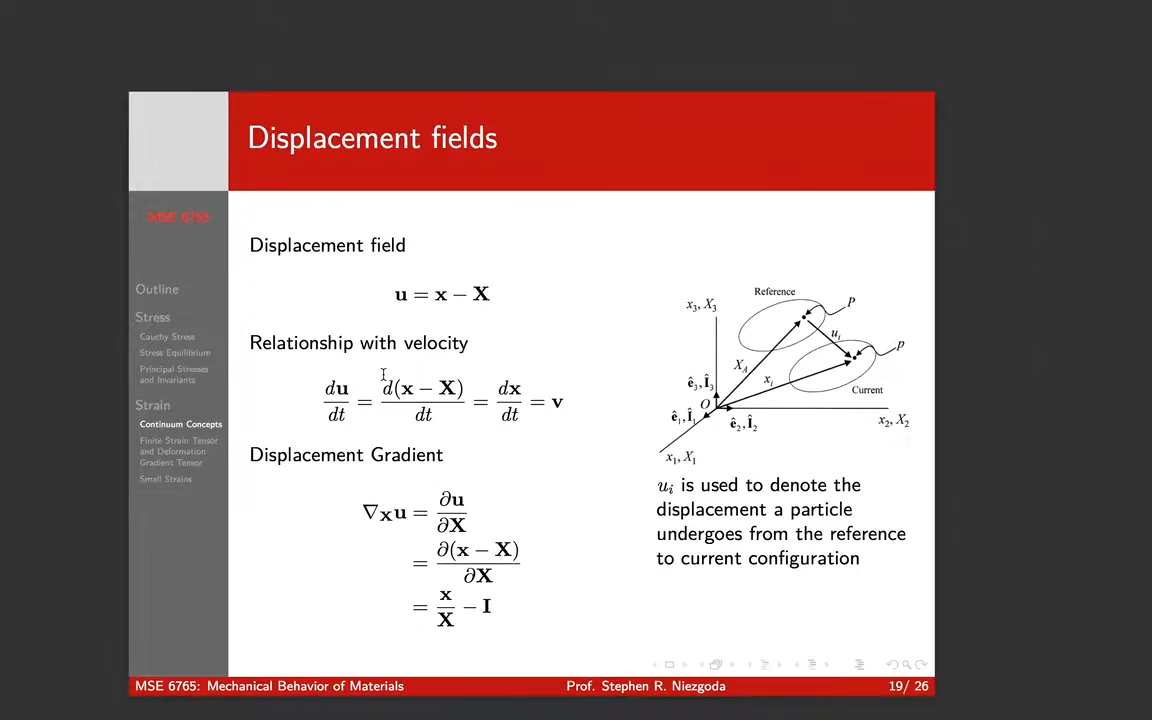 Displacement fields
MSE 6765
Outline
Stress
Cauchy Stress
Stress Equilibrium
Principal Stresses
and Invariants
Strain
Continuum Concepts
Finite Strain Tensor
and Deformation
Gradient Tensor
Small Strains
Displacement field
u = x − X
Relationship with velocity
du/dt = d(x − X)/dt = dx/dt = v
Displacement Gradient
∇_X u = ∂u/∂X
= ∂(x − X)/∂X
= x/X − I
Reference
x₃, X₃
P
u_i
p
X_A
x_i
ê₃, Î₃
Current
O
ê₁, Î₁
ê₂, Î₂
x₂, X₂
x₁, X₁
u_i is used to denote the
displacement a particle
undergoes from the reference
to current configuration
MSE 6765: Mechanical Behavior of Materials
Prof. Stephen R. Niezgoda
19/ 26